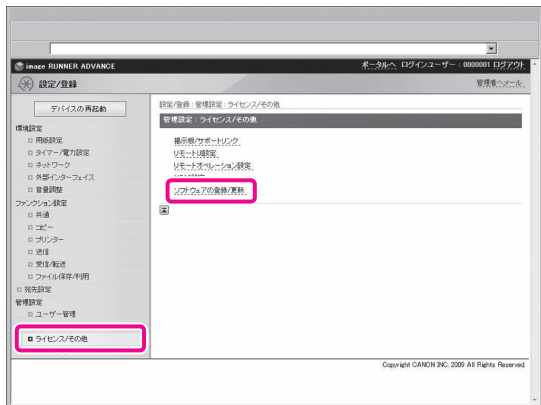 image RUNNER ADVANCE
ポータルへ ログインユーザー : 0000001 ログアウト
設定/登録
管理者へメール
デバイスの再起動
環境設定
用紙設定
タイマー/電力設定
ネットワーク
外部インターフェイス
音量調整
ファンクション設定
共通
コピー
プリンター
送信
受信/転送
ファイル保存/利用
宛先設定
管理設定
ユーザー管理
ライセンス/その他
設定/登録 : 管理設定 : ライセンス/その他
管理設定 : ライセンス/その他
掲示板/サポートリンク
リモートUI設定
リモートオペレーション設定
ソフトウェアの登録/更新
Copyright CANON INC. 2009 All Rights Reserved